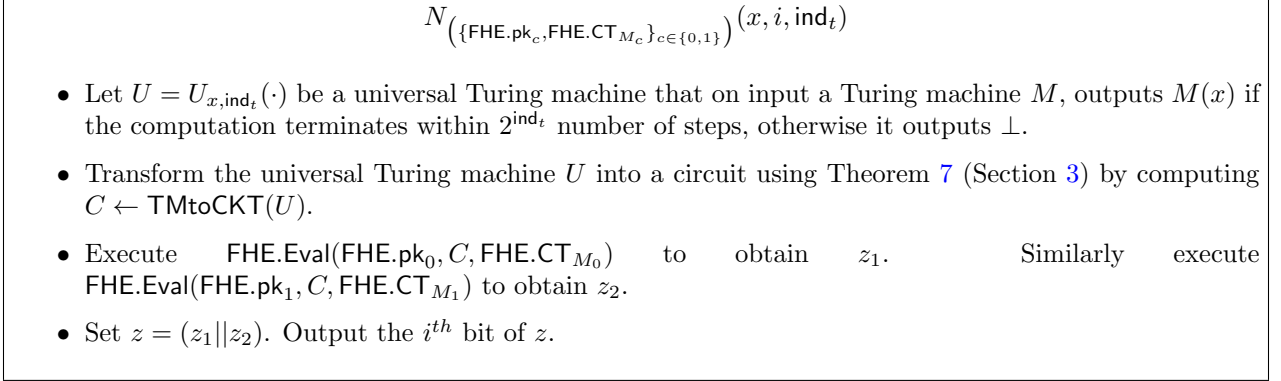 N_{({FHE.pk_c,FHE.CT_{M_c}}_{c∈{0,1}})}(x, i, ind_t)
• Let U = U_{x,ind_t}(·) be a universal Turing machine that on input a Turing machine M, outputs M(x) if
the computation terminates within 2^{ind_t} number of steps, otherwise it outputs ⊥.
• Transform the universal Turing machine U into a circuit using Theorem 7 (Section 3) by computing
C ← TMtoCKT(U).
• Execute FHE.Eval(FHE.pk_0, C, FHE.CT_{M_0}) to obtain z_1. Similarly execute
FHE.Eval(FHE.pk_1, C, FHE.CT_{M_1}) to obtain z_2.
• Set z = (z_1||z_2). Output the i^{th} bit of z.